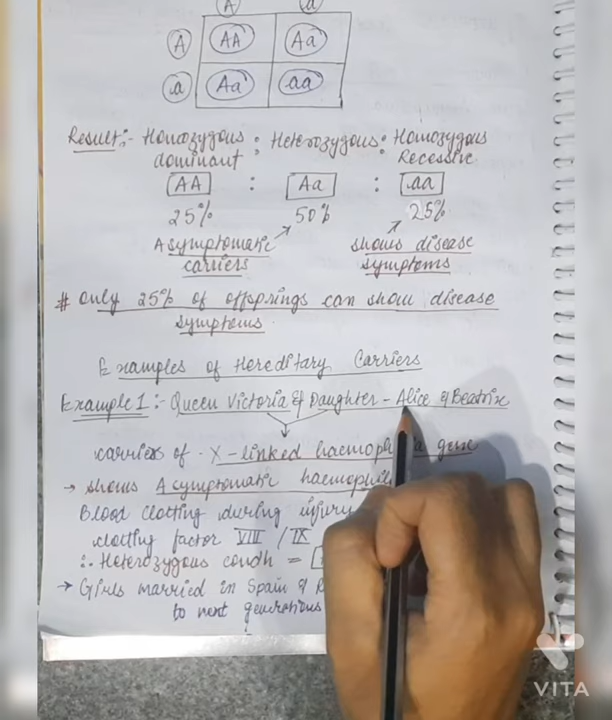 A a
A AA Aa
a Aa aa
Result:- Homozygous : Heterozygous : Homozygous
dominant : Recessive
AA : Aa : aa
25% 50% 25%
Asymptomatic shows disease
carriers symptoms
# Only 25% of offsprings can show disease
symptoms.
Examples of Hereditary Carriers
Example 1:- Queen Victoria & Daughter - Alice & Beatrix
carriers of X-linked haemoph a gene
→ shows Asymptomatic haemophi
Blood clotting during injury
clotting factor VIII / IX
∴ Heterozygous condn =
→ Girls married in Spain &
to next generations
VITA